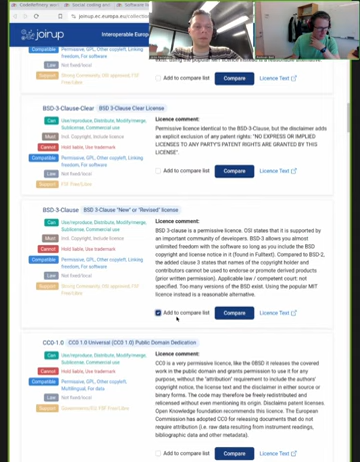 CodeRefinery
Social coding
Software
joinup.ec.europa.eu/collection
joinup
Interoperable Europe
Compatible
Permissive, GPL, Other copyleft, Linking freedom, For software
Law
Not fixed/local
Support
Strong Community, OSI approved, FSF Free/Libre
Add to compare list
Compare
Licence Text
BSD-3-Clause-Clear
BSD 3-Clause Clear License
Can
Use/reproduce, Distribute, Modify/merge, Sublicense, Commercial use
Must
Incl. Copyright, Include licence
Cannot
Hold liable, Use trademark
Compatible
Permissive, GPL, Other copyleft, Linking freedom, For software
Law
Not fixed/local
Support
FSF Free/Libre
Licence comment:
Permissive licence identical to the BSD-3-Clause, but the disclaimer adds
an explicit exclusion of any patent rights: "NO EXPRESS OR IMPLIED
LICENSES TO ANY PARTY'S PATENT RIGHTS ARE GRANTED BY THIS
LICENSE".
Add to compare list
Compare
Licence Text
BSD-3-Clause
BSD 3-Clause "New" or "Revised" license
Can
Use/reproduce, Distribute, Modify/merge, Sublicense, Commercial use
Must
Incl. Copyright, Include licence
Cannot
Hold liable, Use trademark
Compatible
Permissive, GPL, Other copyleft, Linking freedom, For software
Law
Not fixed/local
Support
Strong Community, OSI approved, FSF Free/Libre
Licence comment:
BSD-3-clause is a permissive licence. OSI states that it is supported by
an important community of developers. BSD-3 allows you almost
unlimited freedom with the software so long as you include the BSD
copyright and license notice in it (found in Fulltext). Compared to BSD-2,
the added clause 3 states that names of the copyright holder and
contributors cannot be used to endorse or promote derived products
(prior written permission). Applicable law / competent court: not
specified. Too many versions of the BSD exist. Using the popular MIT
licence instead is a reasonable alternative.
Add to compare list
Compare
Licence Text
CC0-1.0
CC0 1.0 Universal (CC0 1.0) Public Domain Dedication
Can
Use/reproduce, Distribute, Modify/merge, Sublicense, Commercial use
Cannot
Hold liable, Use trademark
Compatible
Permissive, GPL, Other copyleft, Linking freedom, Multilingual, For data
Law
Not fixed/local
Support
Governments/EU, FSF Free/Libre
Licence comment:
CC0 is a very permissive licence, like the 0BSD it releases the covered
work in the public domain and grants permission to use it for any
purpose, without the "attribution" requirement to include the authors'
copyright notice, the license text and the disclaimer in either source or
binary forms. The code may therefore be freely redistributed and
relicensed without even mentioning its origin. Disclaims patent licenses.
Open Knowledge foundation recommends this licence. The European
Commission has adopted CC0 for releasing documents that do not
require attribution (i.e. raw data resulting from instrument readings,
bibliographic data and other metadata).
Add to compare list
Compare
Licence Text